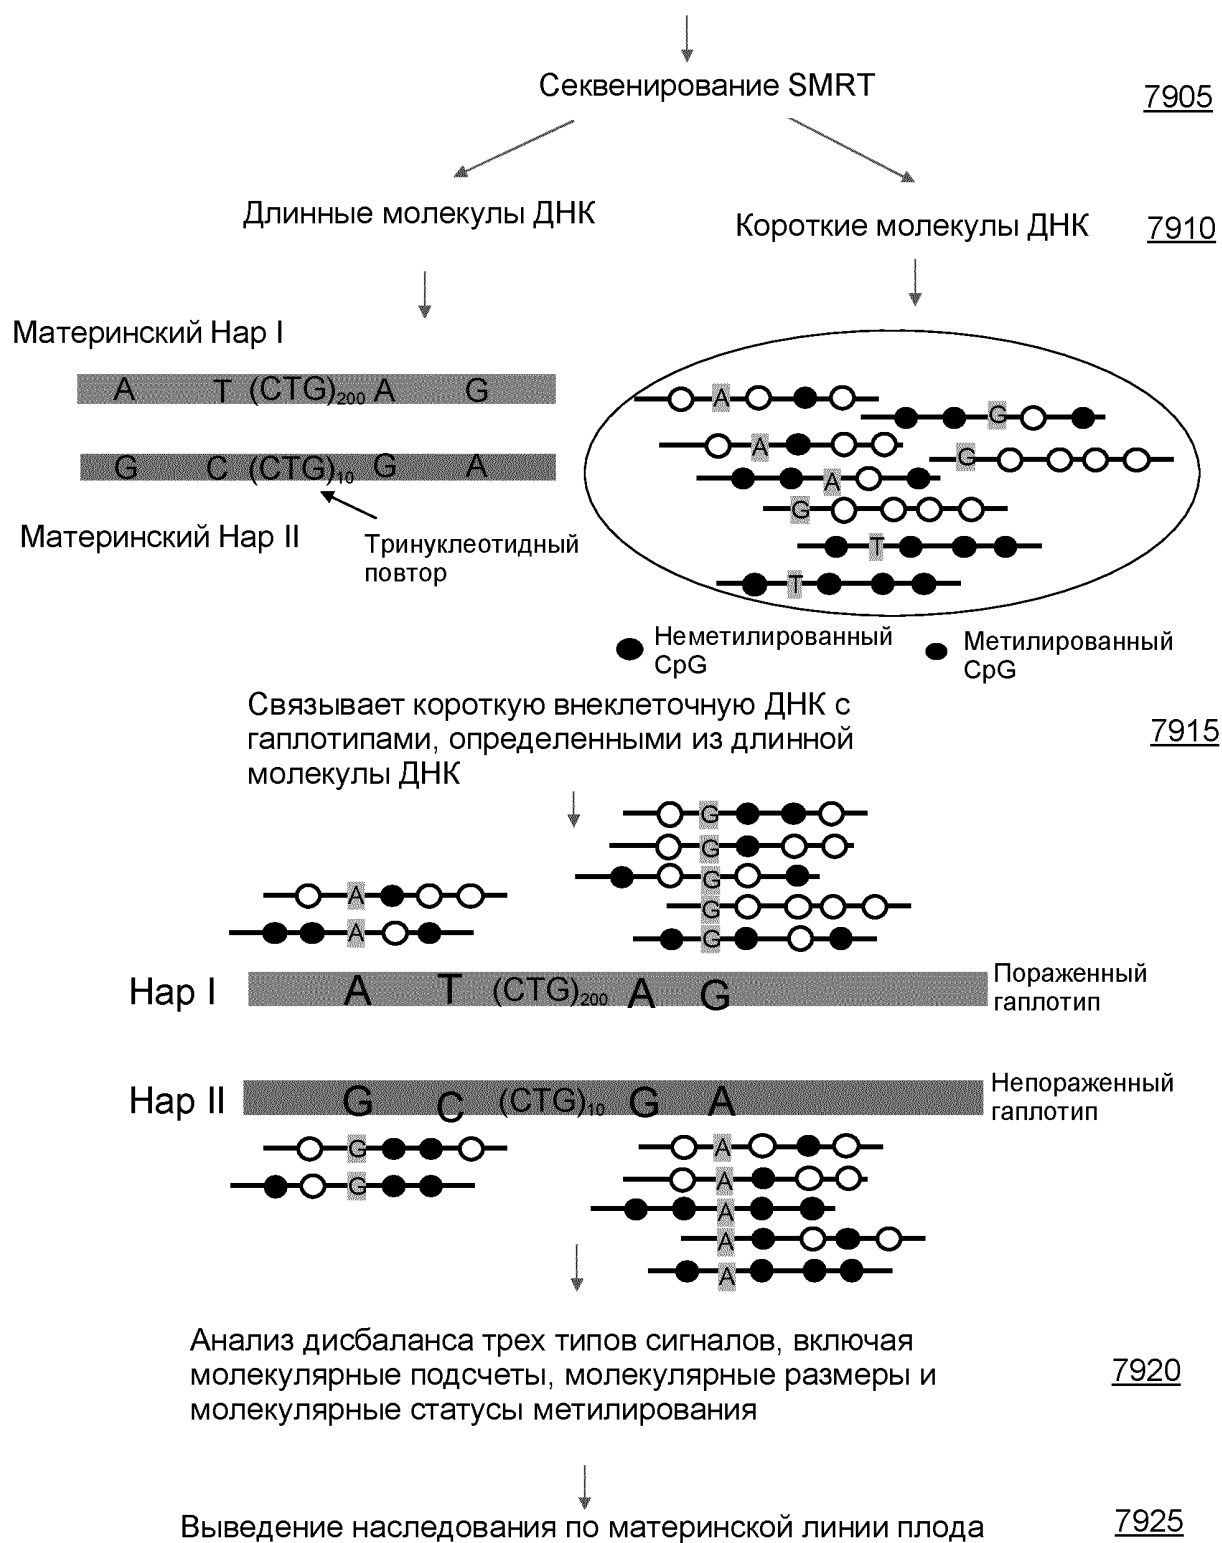 Секвенирование SMRT
7905
Длинные молекулы ДНК
Короткие молекулы ДНК
7910
Материнский Hap I
A T (CTG)200 A G
G C (CTG)10 G A
Материнский Hap II
Тринуклеотидный
повтор
A
G
A
G
A
G
T
T
Неметилированный
CpG
Метилированный
CpG
Связывает короткую внеклеточную ДНК с
гаплотипами, определенными из длинной
молекулы ДНК
7915
G
G
G
G
G
A
A
Hap I
A T (CTG)200 A G
Пораженный
гаплотип
Hap II
G C (CTG)10 G A
Непораженный
гаплотип
G
G
A
A
A
A
A
Анализ дисбаланса трех типов сигналов, включая
молекулярные подсчеты, молекулярные размеры и
молекулярные статусы метилирования
7920
Выведение наследования по материнской линии плода
7925